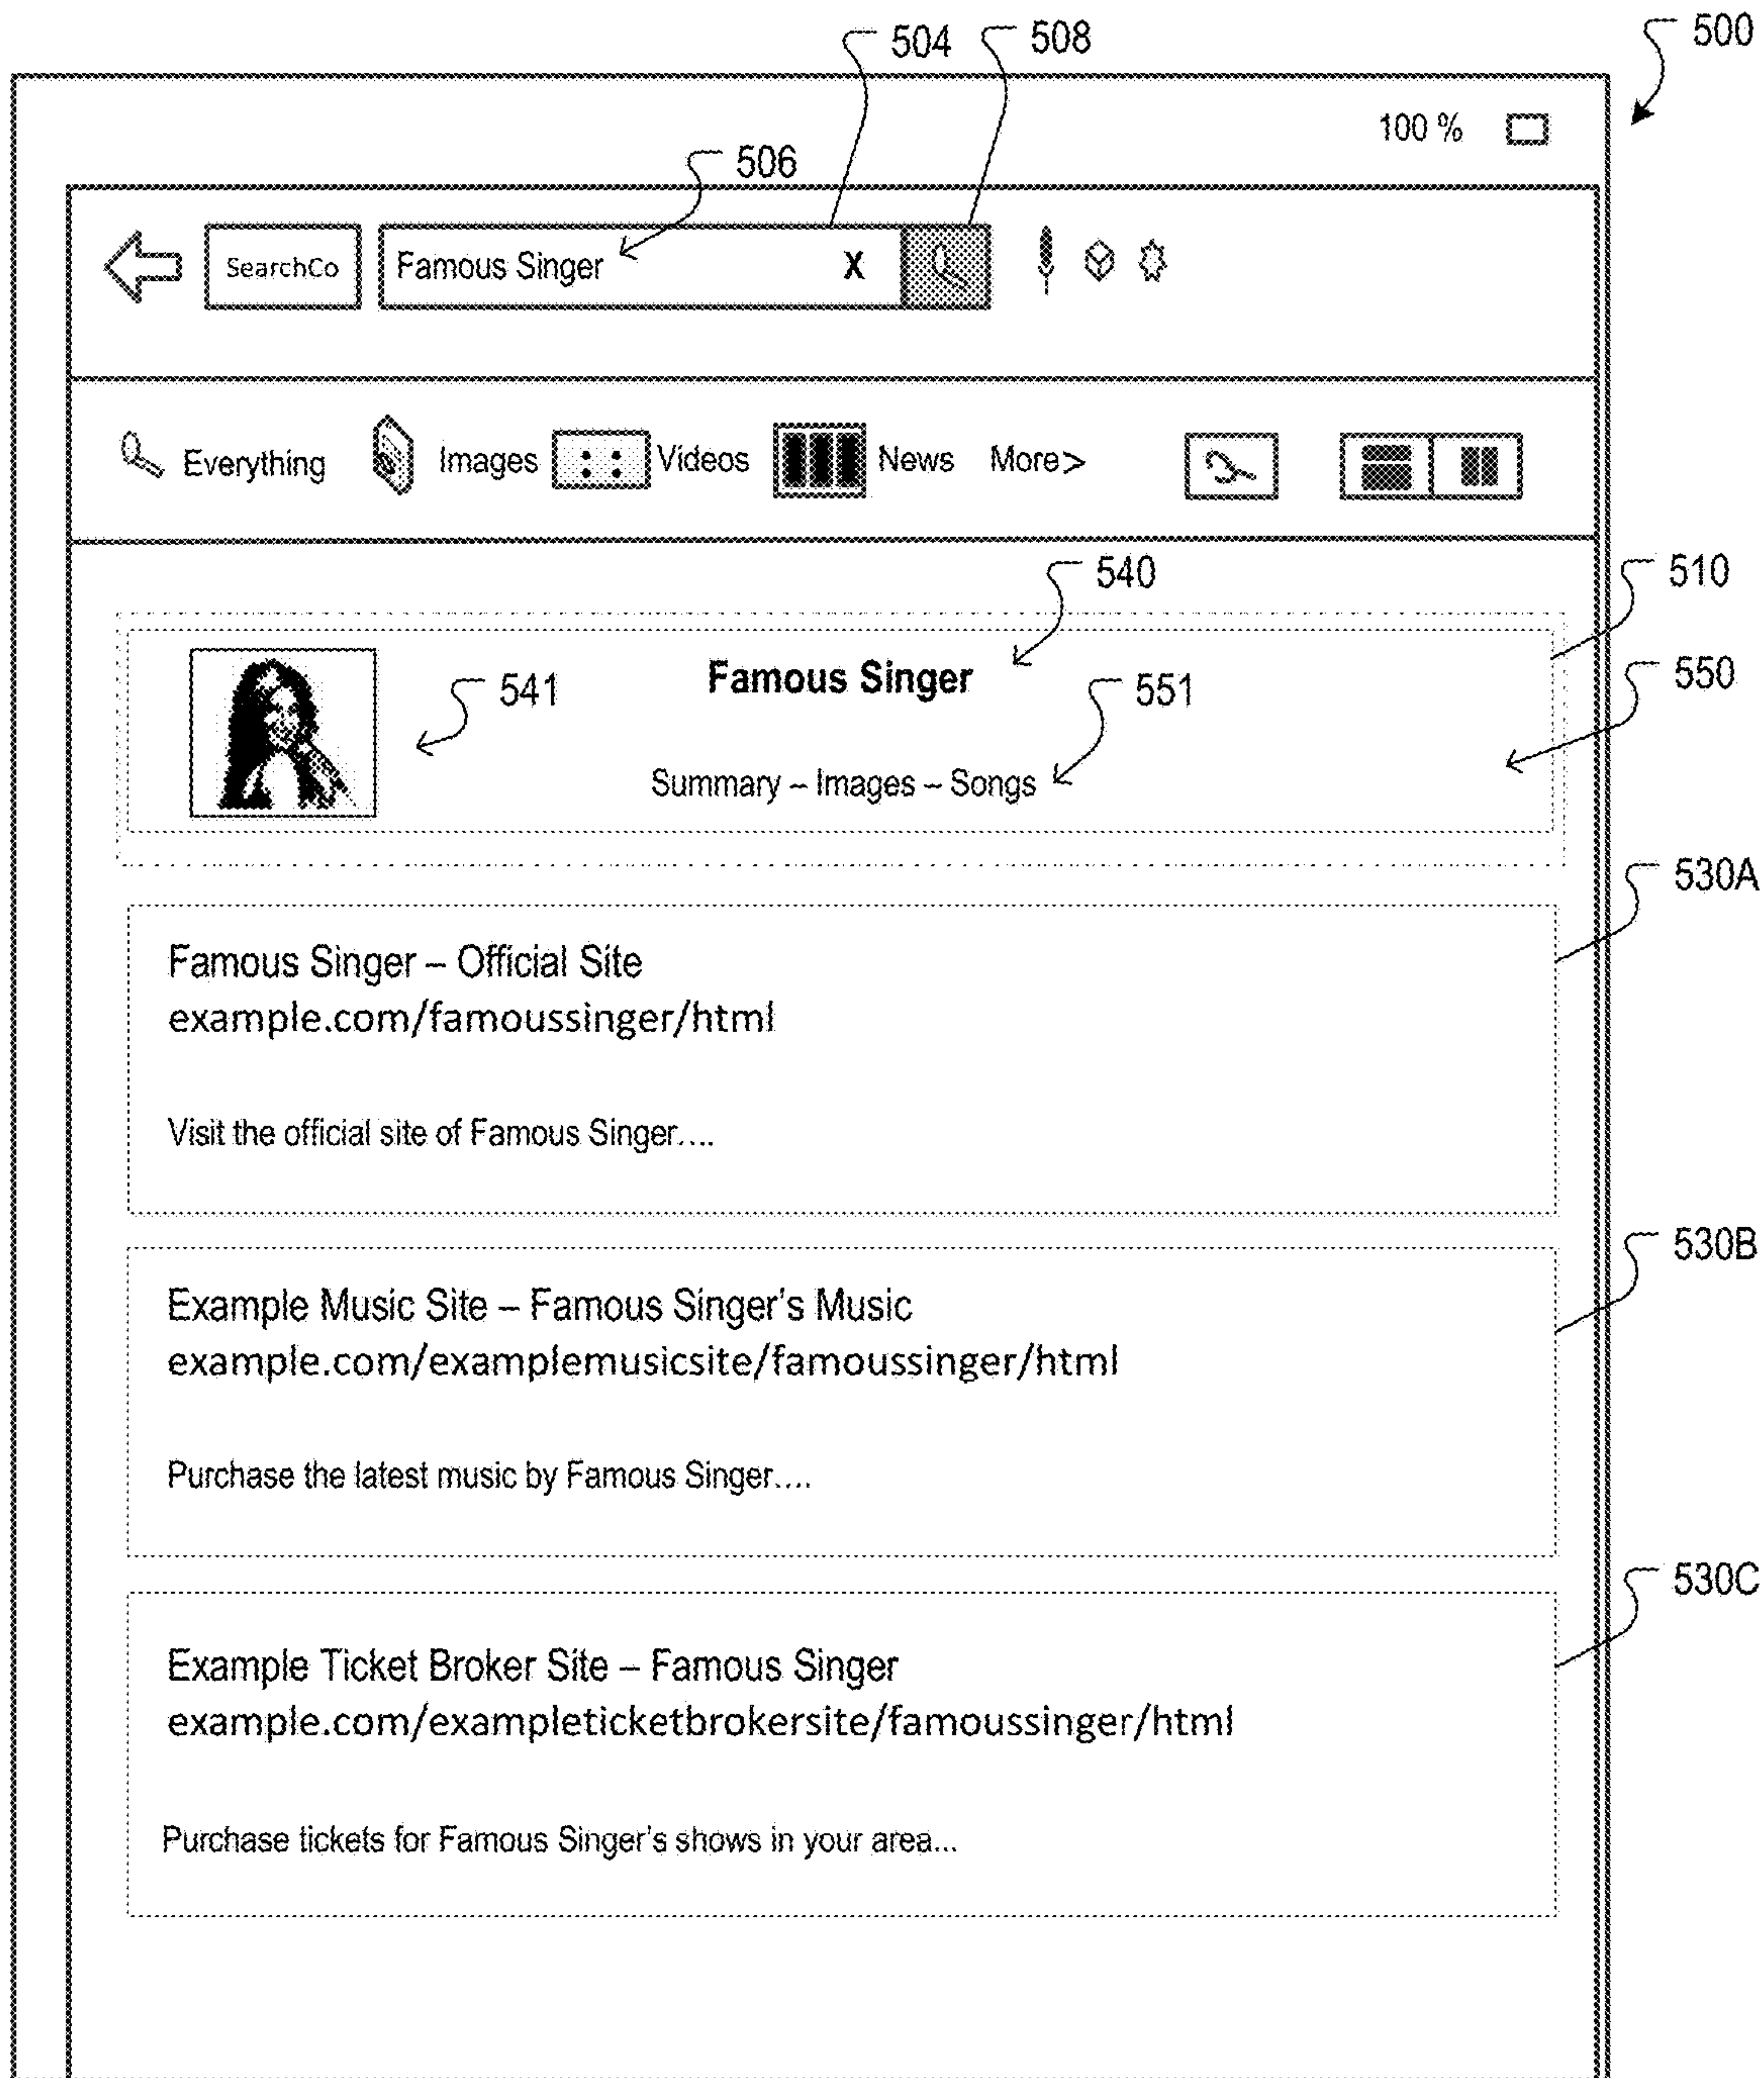 504 508 500
100 %
506
SearchCo Famous Singer X
Everything Images Videos News More>
540 510
541 Famous Singer 551 550
Summary – Images – Songs
530A
Famous Singer – Official Site
example.com/famoussinger/html
Visit the official site of Famous Singer....
530B
Example Music Site – Famous Singer's Music
example.com/examplemusicsite/famoussinger/html
Purchase the latest music by Famous Singer....
530C
Example Ticket Broker Site – Famous Singer
example.com/exampleticketbrokersite/famoussinger/html
Purchase tickets for Famous Singer's shows in your area...